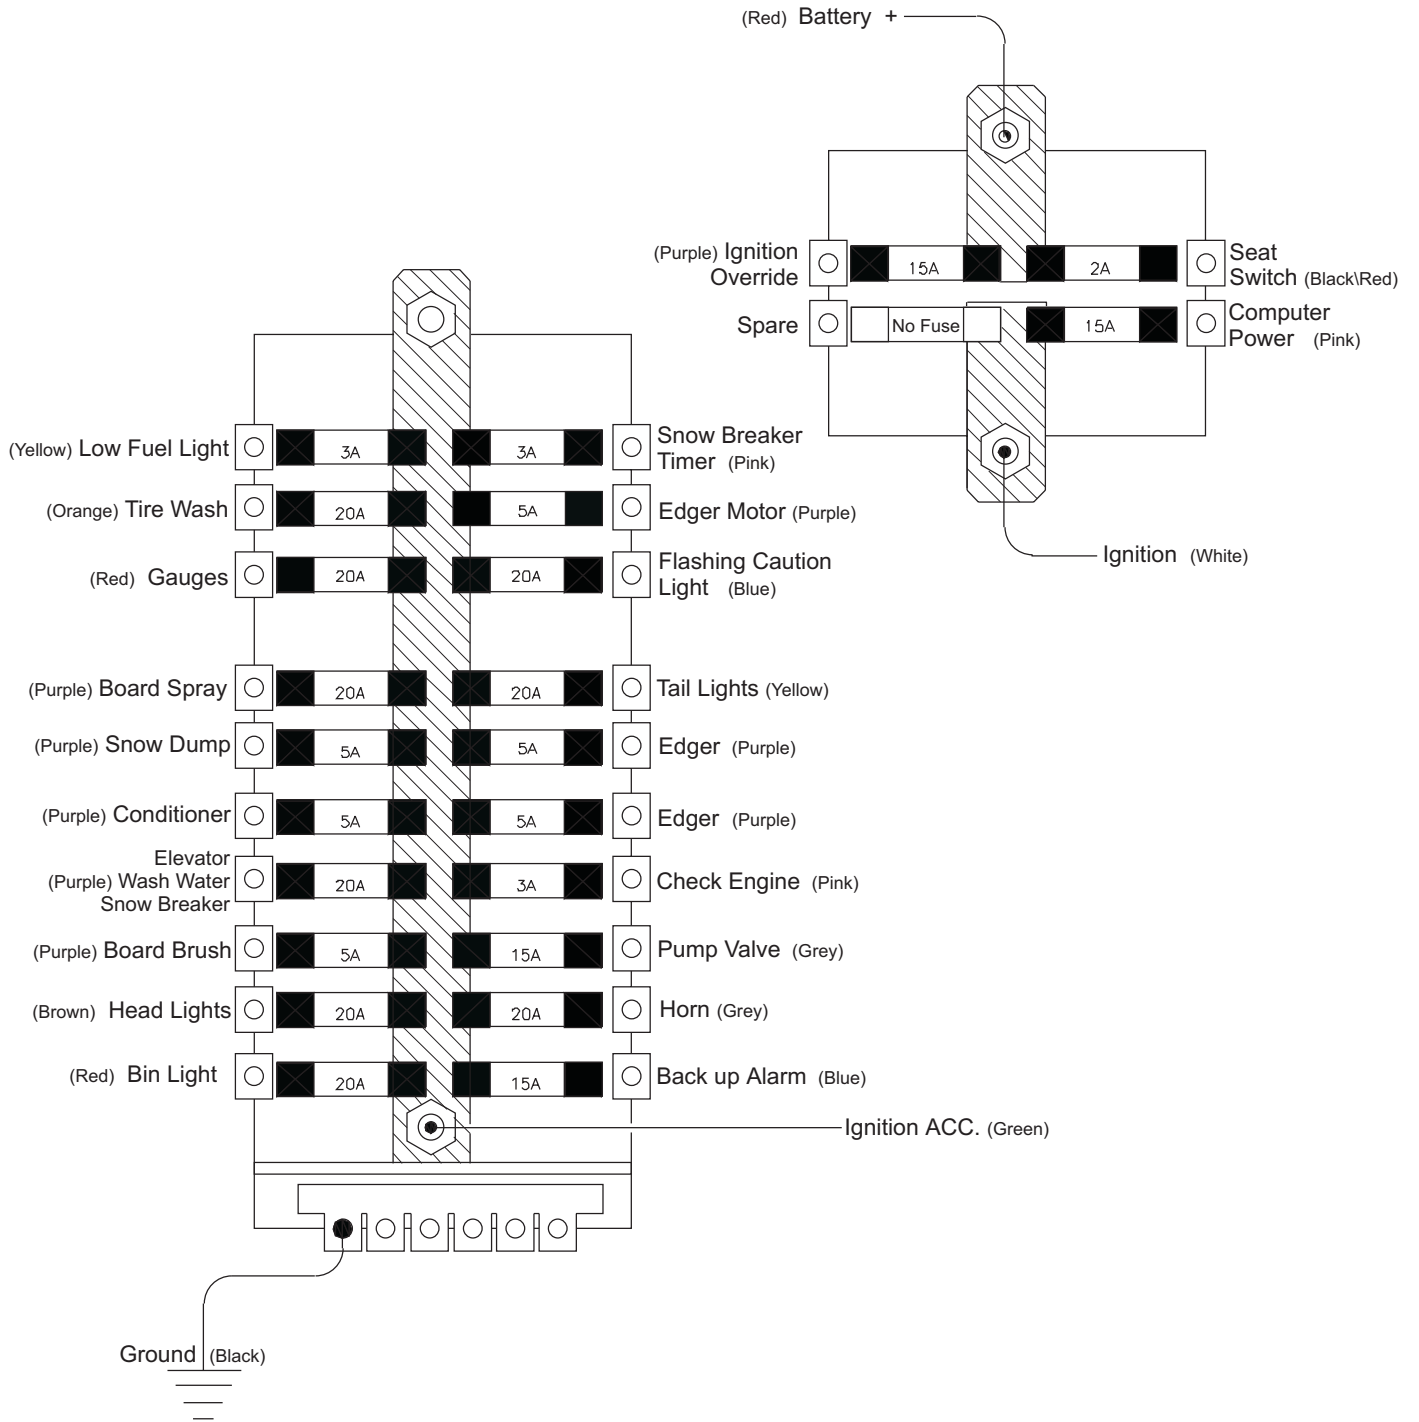 (Red) Battery +
(Purple) Ignition
Override
15A
2A
Seat
Switch (Black\Red)
Spare
No Fuse
15A
Computer
Power (Pink)
Ignition (White)
(Yellow) Low Fuel Light
3A
3A
Snow Breaker
Timer (Pink)
(Orange) Tire Wash
20A
5A
Edger Motor (Purple)
(Red) Gauges
20A
20A
Flashing Caution
Light (Blue)
(Purple) Board Spray
20A
20A
Tail Lights (Yellow)
(Purple) Snow Dump
5A
5A
Edger (Purple)
(Purple) Conditioner
5A
5A
Edger (Purple)
Elevator
(Purple) Wash Water
Snow Breaker
20A
3A
Check Engine (Pink)
(Purple) Board Brush
5A
15A
Pump Valve (Grey)
(Brown) Head Lights
20A
20A
Horn (Grey)
(Red) Bin Light
20A
15A
Back up Alarm (Blue)
Ignition ACC. (Green)
Ground (Black)